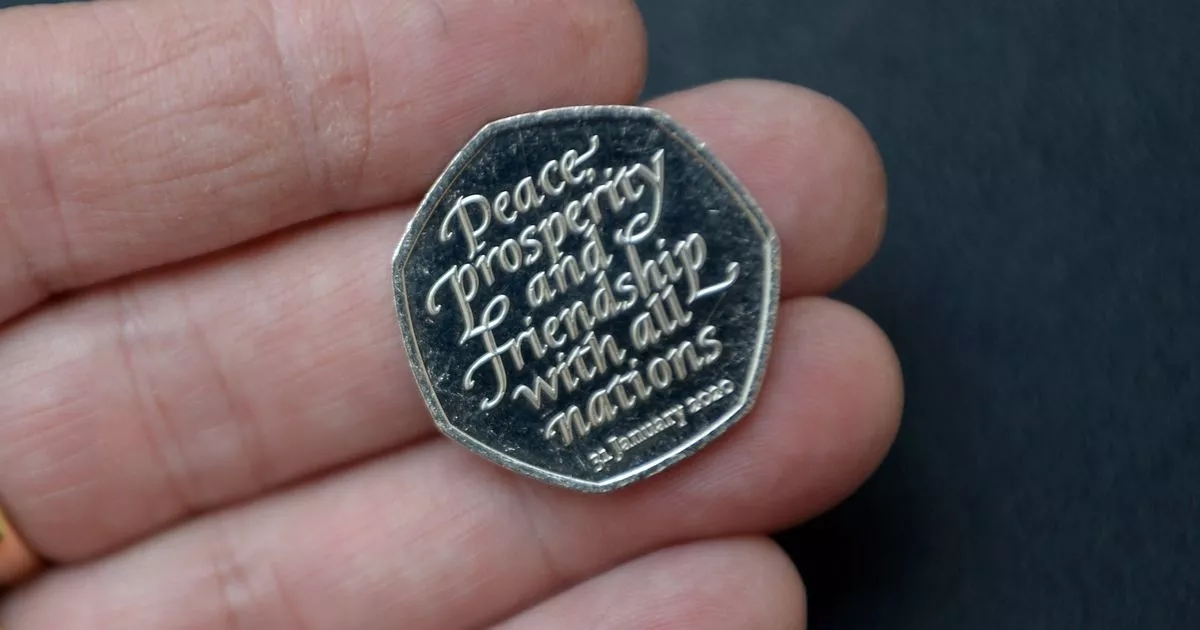 Peace,
prosperity
and
friendship
with all
nations
31 January 2020